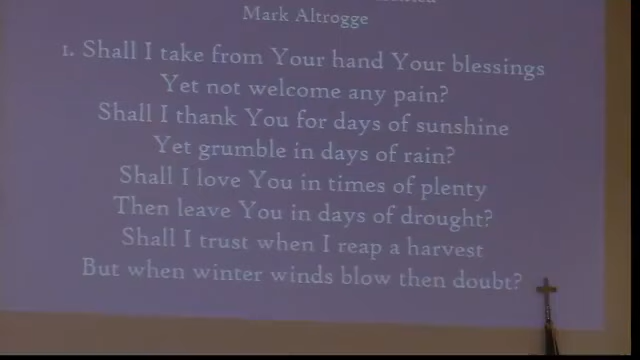 Mark Altrogge
1. Shall I take from Your hand Your blessings
Yet not welcome any pain?
Shall I thank You for days of sunshine
Yet grumble in days of rain?
Shall I love You in times of plenty
Then leave You in days of drought?
Shall I trust when I reap a harvest
But when winter winds blow then doubt?